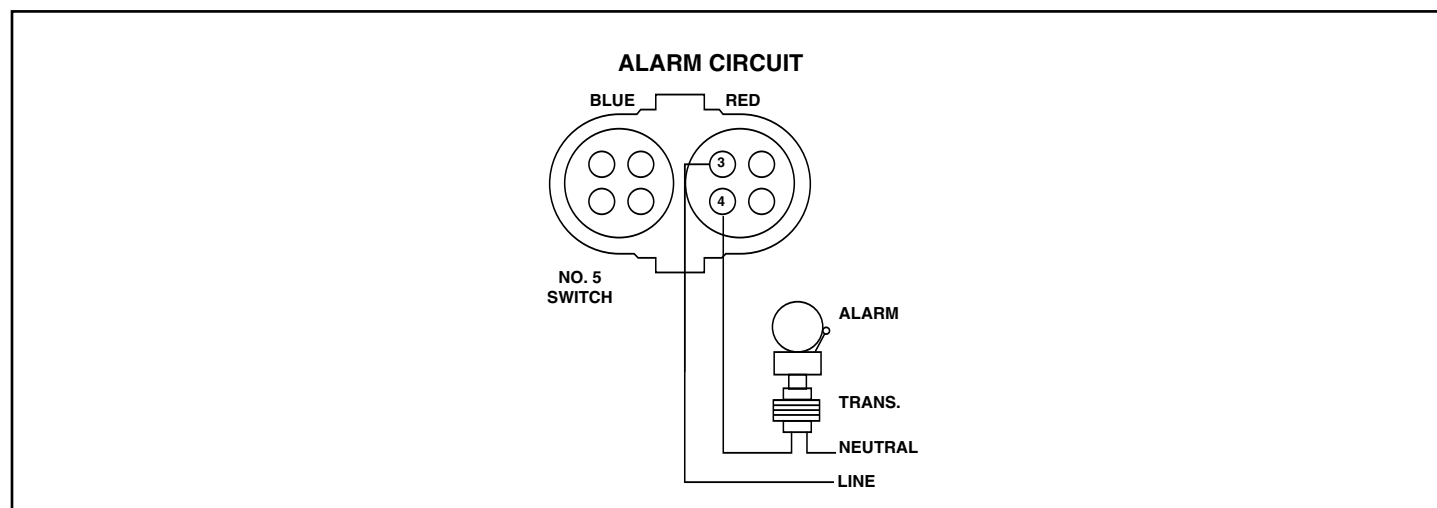 ALARM CIRCUIT
BLUE
RED
3
4
NO. 5
SWITCH
ALARM
TRANS.
NEUTRAL
LINE